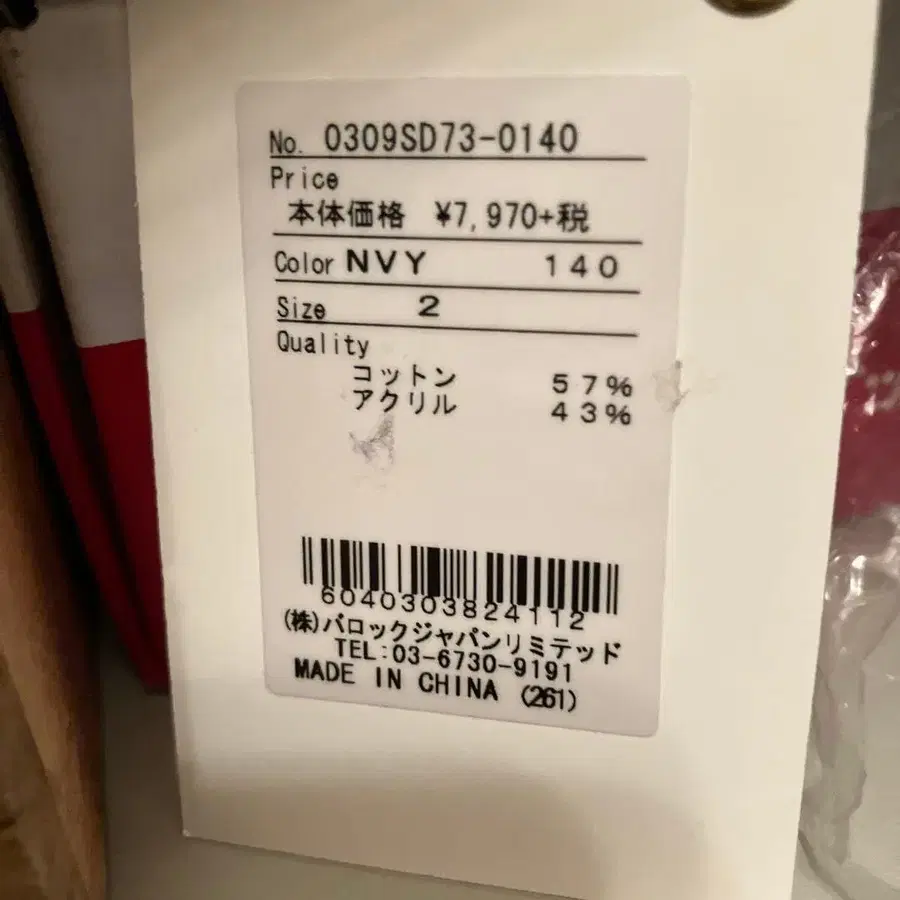 No. 0309SD73-0140
Price
本体価格 ¥7,970+税
Color NVY 140
Size 2
Quality
コットン 57%
アクリル 43%
6040303824112
(株)バロックジャパンリミテッド
TEL:03-6730-9191
MADE IN CHINA (261)